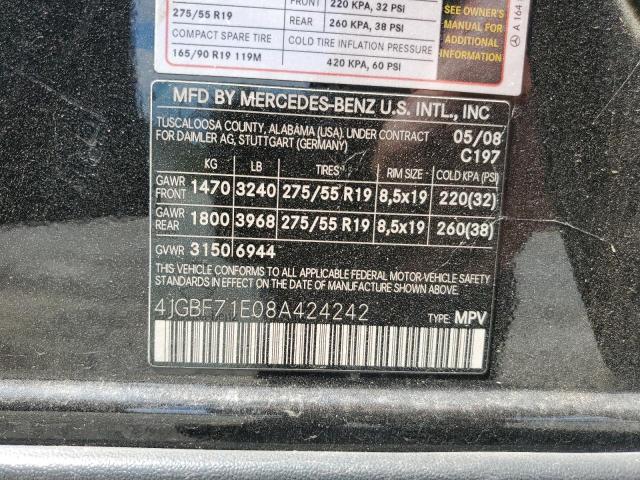 FRONT 220 KPA, 32 PSI
275/55 R19
REAR 260 KPA, 38 PSI
COMPACT SPARE TIRE COLD TIRE INFLATION PRESSURE
165/90 R19 119M 420 KPA, 60 PSI
SEE OWNER'S
MANUAL FOR
ADDITIONAL
INFORMATION
A 164
MFD BY MERCEDES-BENZ U.S. INTL., INC
TUSCALOOSA COUNTY, ALABAMA (USA). UNDER CONTRACT 05/08
FOR DAIMLER AG, STUTTGART (GERMANY) C197
KG LB TIRES RIM SIZE COLD KPA (PSI)
GAWR FRONT 1470 3240 275/55 R19 8,5x19 220(32)
GAWR REAR 1800 3968 275/55 R19 8,5x19 260(38)
GVWR 3150 6944
THIS VEHICLE CONFORMS TO ALL APPLICABLE FEDERAL MOTOR-VEHICLE SAFETY
STANDARDS IN EFFECT ON THE DATE OF MANUFACTURE SHOWN ABOVE
4JGBF71E08A424242 TYPE: MPV